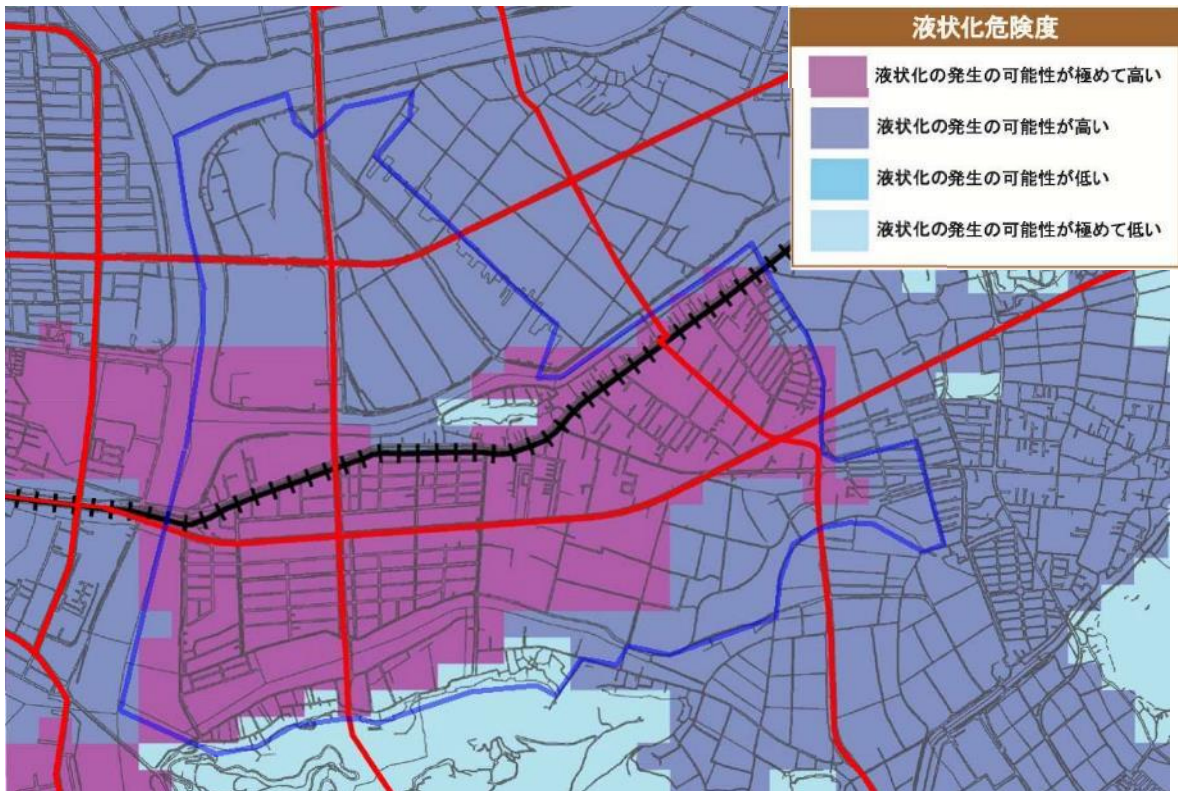 液状化危険度
液状化の発生の可能性が極めて高い
液状化の発生の可能性が高い
液状化の発生の可能性が低い
液状化の発生の可能性が極めて低い